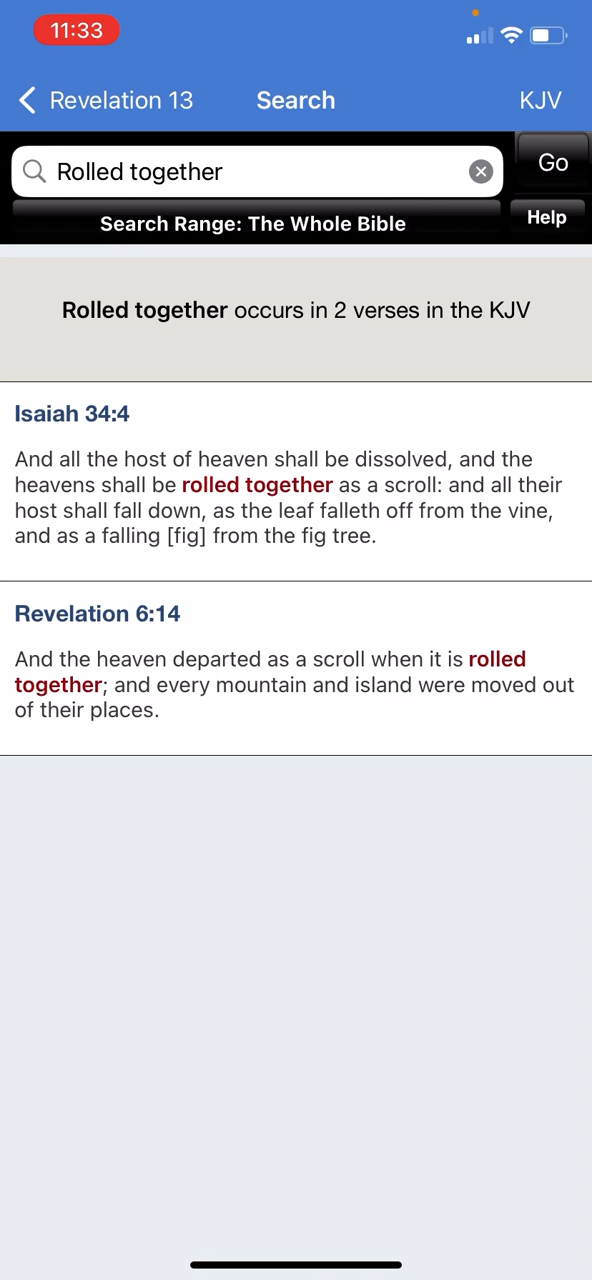 11:33
Revelation 13 Search KJV
Rolled together Go
Search Range: The Whole Bible Help
Rolled together occurs in 2 verses in the KJV
Isaiah 34:4
And all the host of heaven shall be dissolved, and the
heavens shall be rolled together as a scroll: and all their
host shall fall down, as the leaf falleth off from the vine,
and as a falling [fig] from the fig tree.
Revelation 6:14
And the heaven departed as a scroll when it is rolled
together; and every mountain and island were moved out
of their places.